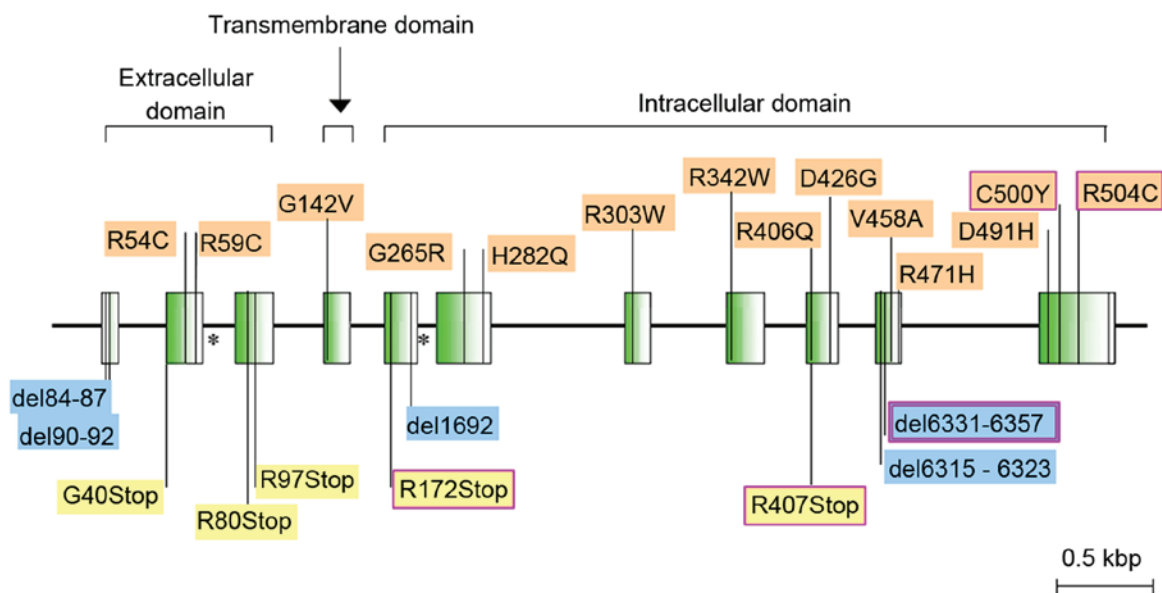 Transmembrane domain
Extracellular
domain
Intracellular domain
R54C
R59C
G142V
G265R
H282Q
R303W
R342W
R406Q
D426G
V458A
R471H
D491H
C500Y
R504C
*
*
del84-87
del90-92
G40Stop
R80Stop
R97Stop
del1692
R172Stop
R407Stop
del6331-6357
del6315 - 6323
0.5 kbp